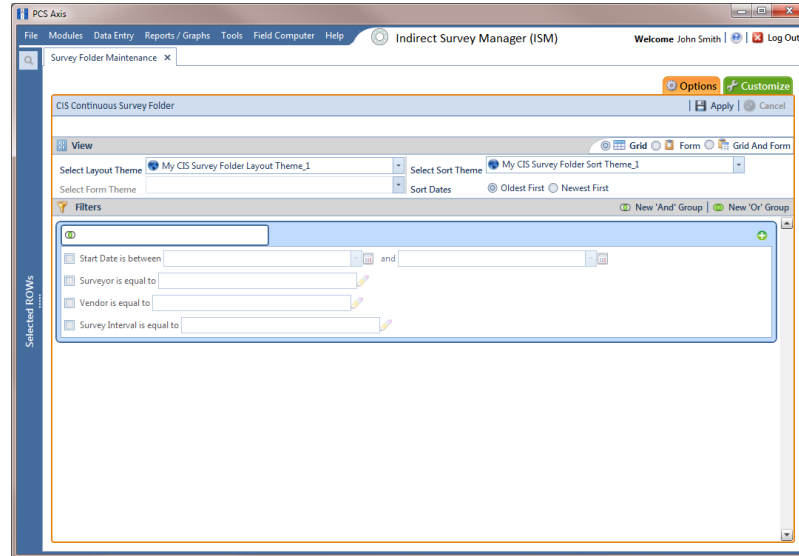 PCS Axis
File Modules Data Entry Reports / Graphs Tools Field Computer Help Indirect Survey Manager (ISM) Welcome John Smith | | Log Out
Survey Folder Maintenance ×
Options Customize
CIS Continuous Survey Folder | Apply | Cancel
View Grid Form Grid And Form
Select Layout Theme My CIS Survey Folder Layout Theme_1 Select Sort Theme My CIS Survey Folder Sort Theme_1
Select Form Theme Sort Dates Oldest First Newest First
Filters New 'And' Group | New 'Or' Group
Start Date is between and
Surveyor is equal to
Vendor is equal to
Survey Interval is equal to
Selected ROWs